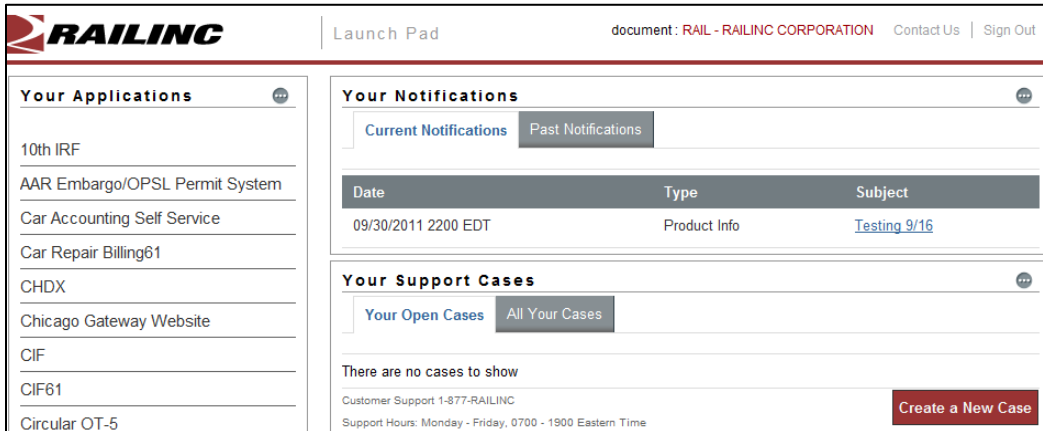 RAILINC
Launch Pad
document : RAIL - RAILINC CORPORATION Contact Us | Sign Out
Your Applications
10th IRF
AAR Embargo/OPSL Permit System
Car Accounting Self Service
Car Repair Billing61
CHDX
Chicago Gateway Website
CIF
CIF61
Circular OT-5
Your Notifications
Current Notifications Past Notifications
Date Type Subject
09/30/2011 2200 EDT Product Info Testing 9/16
Your Support Cases
Your Open Cases All Your Cases
There are no cases to show
Customer Support 1-877-RAILINC
Support Hours: Monday - Friday, 0700 - 1900 Eastern Time
Create a New Case